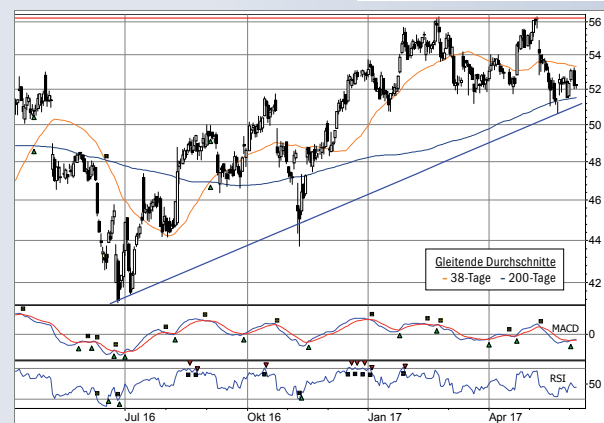 56
54
52
50
48
46
44
42
Gleitende Durchschnitte
38-Tage 200-Tage
MACD
0
RSI
50
Jul 16 Okt 16 Jan 17 Apr 17